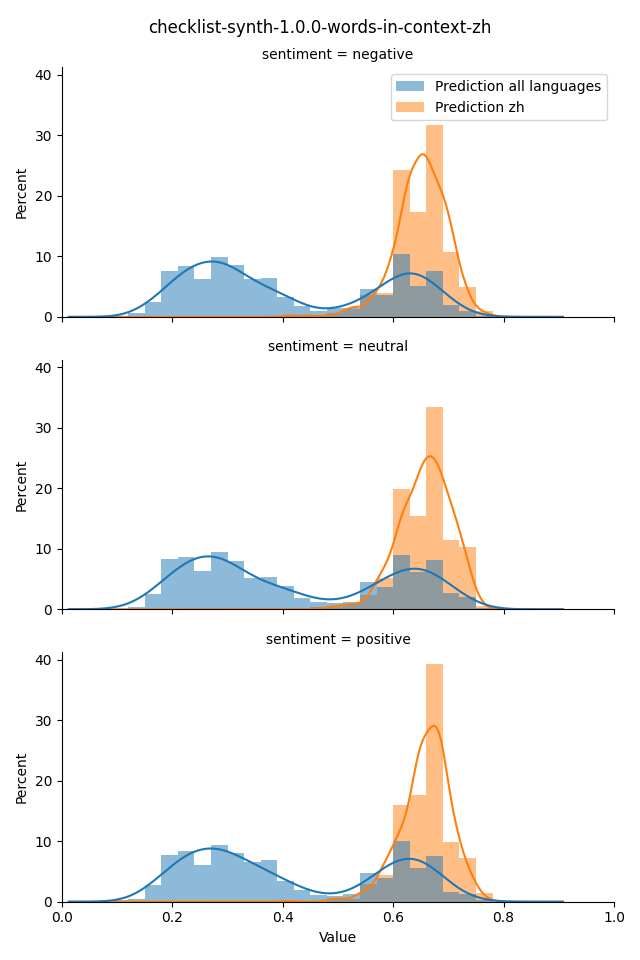 checklist-synth-1.0.0-words-in-context-zh
sentiment = negative
40
30
20
10
0
Percent
Prediction all languages
Prediction zh
sentiment = neutral
40
30
20
10
0
Percent
sentiment = positive
40
30
20
10
0
Percent
0.0 0.2 0.4 0.6 0.8 1.0
Value